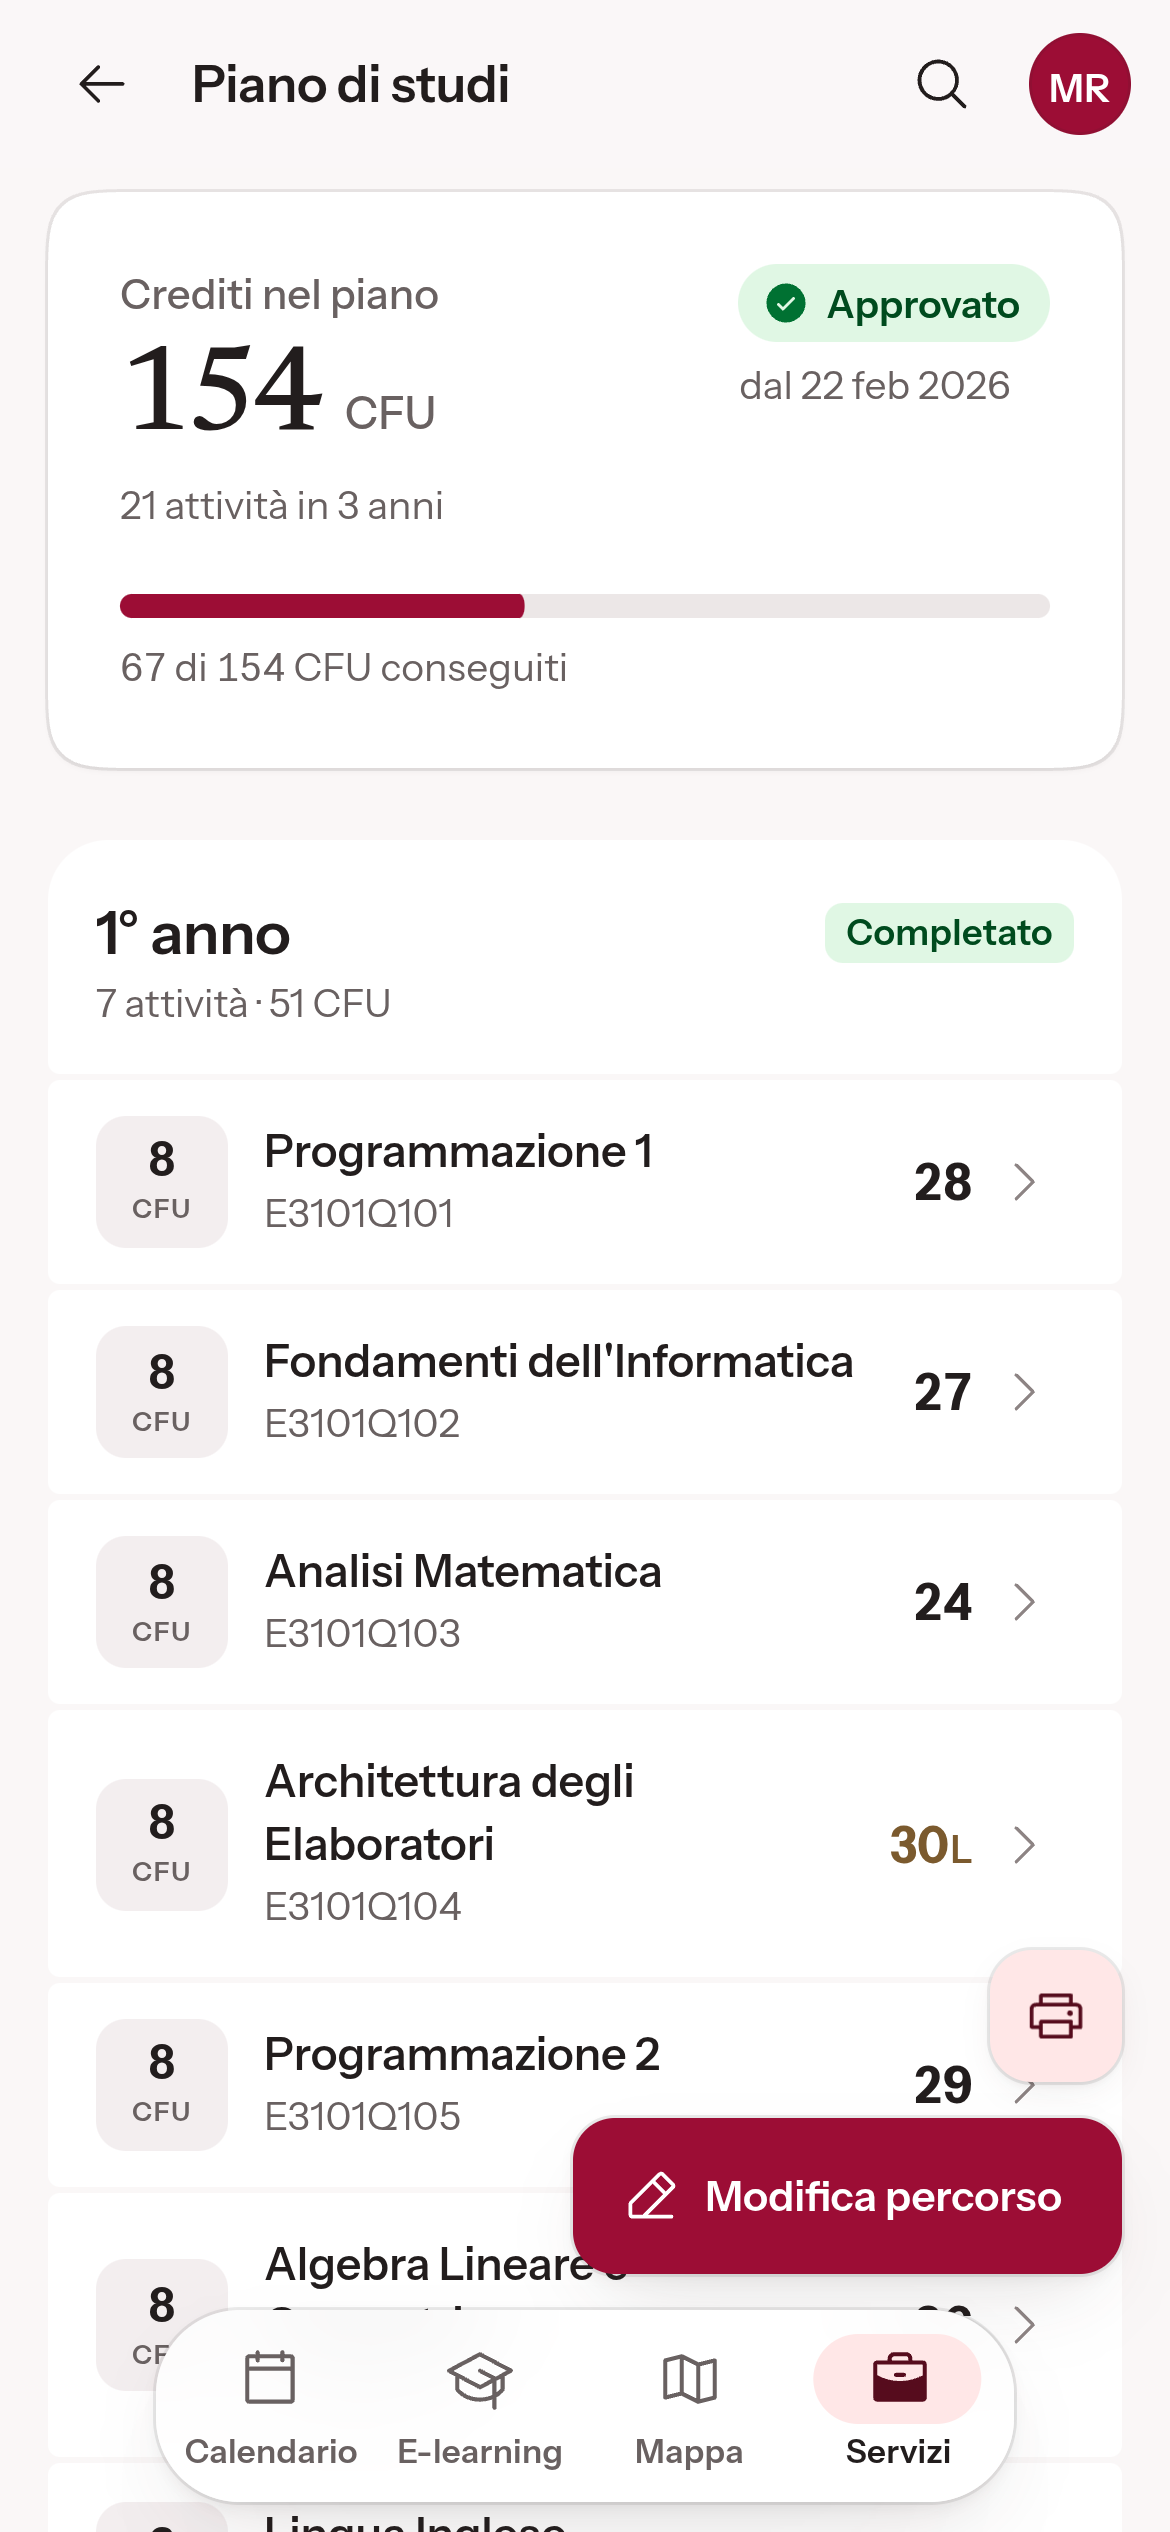 Piano di studi
MR
Crediti nel piano
Approvato
154 CFU
dal 22 feb 2026
21 attività in 3 anni
67 di 154 CFU conseguiti
1° anno
Completato
7 attività · 51 CFU
8
CFU
Programmazione 1
E3101Q101
28
8
CFU
Fondamenti dell'Informatica
E3101Q102
27
8
CFU
Analisi Matematica
E3101Q103
24
8
CFU
Architettura degli
Elaboratori
E3101Q104
30L
8
CFU
Programmazione 2
E3101Q105
29
Modifica percorso
8
Algebra Lineare
Calendario
E-learning
Mappa
Servizi
Lingua Inglese